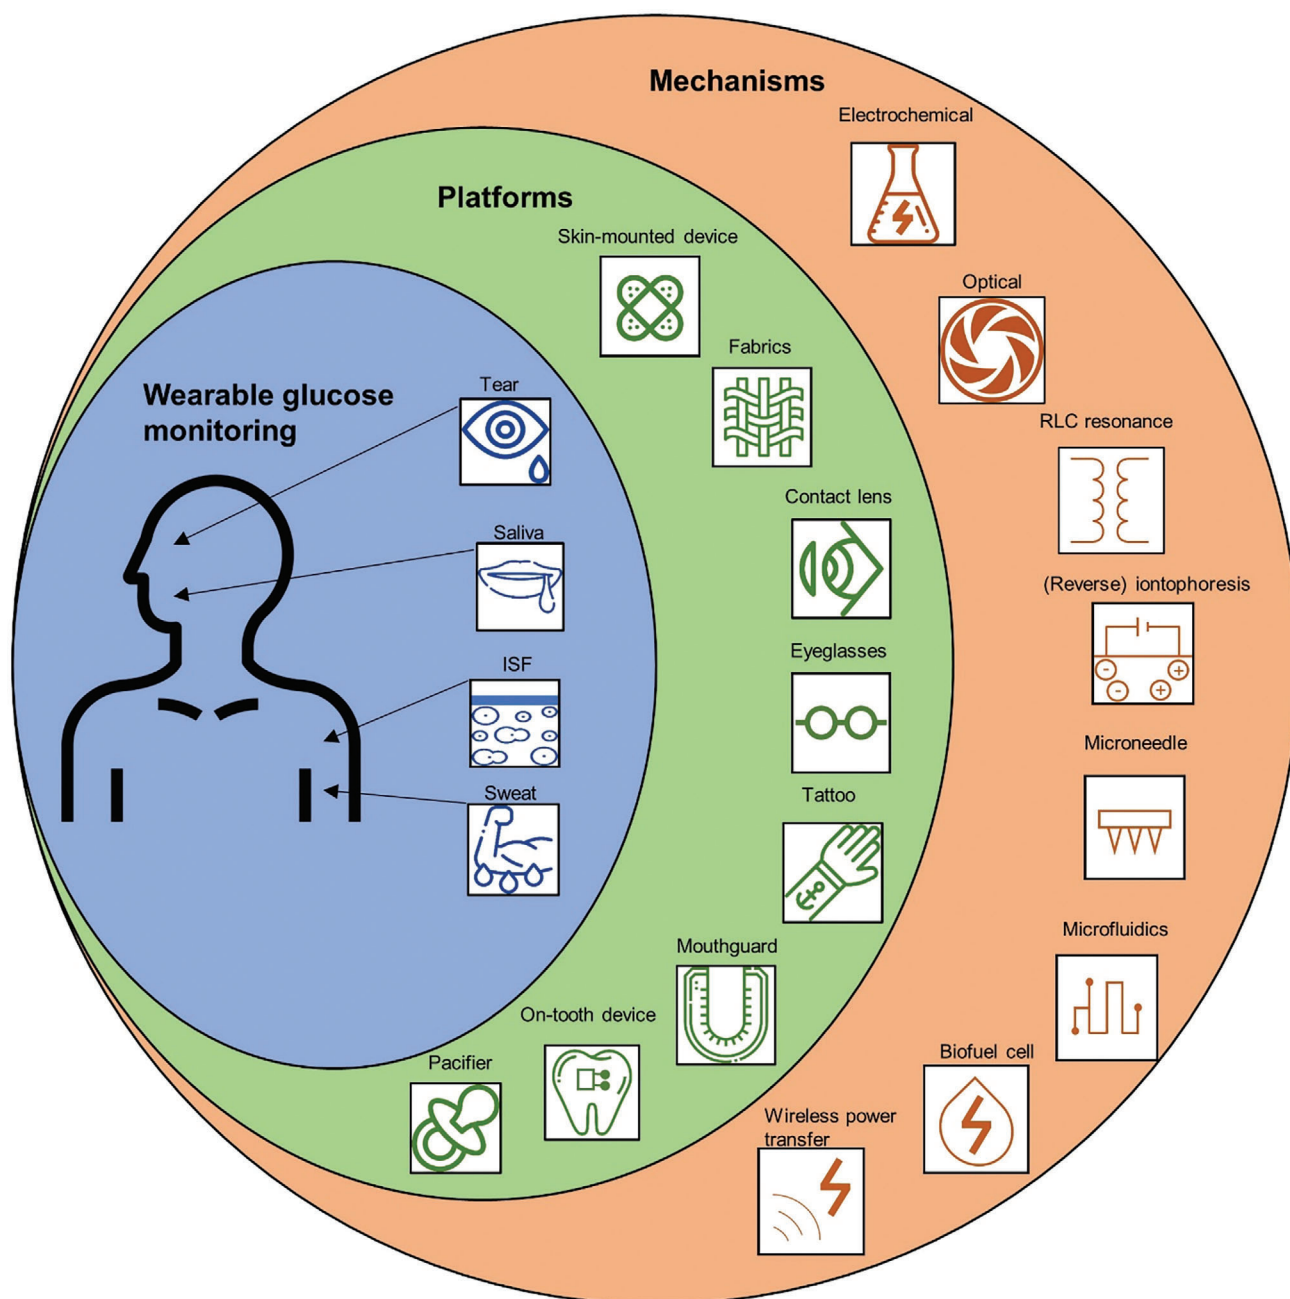 Mechanisms
Electrochemical
Optical
RLC resonance
(Reverse) iontophoresis
Microneedle
Microfluidics
Biofuel cell
Wireless power
transfer
Platforms
Skin-mounted device
Fabrics
Contact lens
Eyeglasses
Tattoo
Mouthguard
On-tooth device
Pacifier
Wearable glucose
monitoring
Tear
Saliva
ISF
Sweat